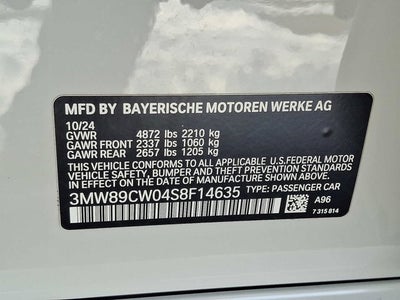 MFD BY BAYERISCHE MOTOREN WERKE AG
10/24
GVWR 4872 lbs 2210 kg
GAWR FRONT 2337 lbs 1060 kg
GAWR REAR 2657 lbs 1205 kg
THIS VEHICLE CONFORMS TO ALL APPLICABLE U.S.FEDERAL MOTOR
VEHICLE SAFETY, BUMPER, AND THEFT PREVENTION
STANDARDS IN EFFECT ON THE DATE OF MANUFACTURE SHOWN ABOVE.
3MW89CW04S8F14635 TYPE: PASSENGER CAR
A96
7 315 814